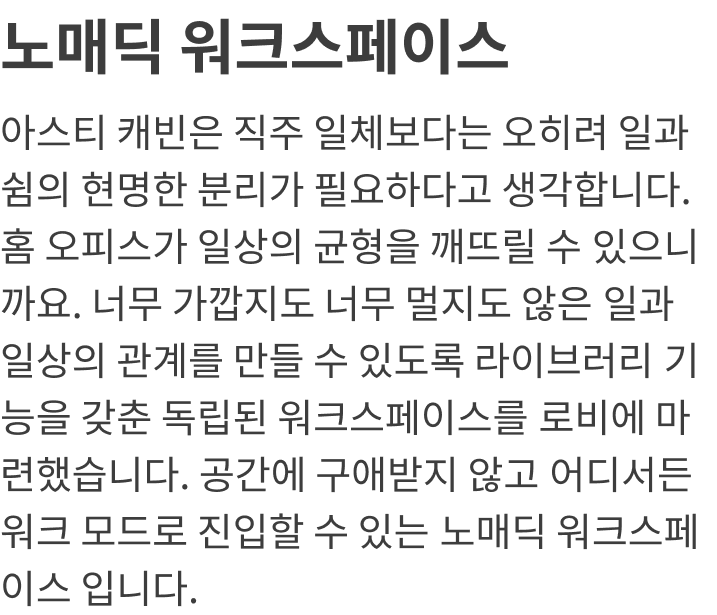 노매딕 워크스페이스
아스티 캐빈은 직주 일체보다는 오히려 일과
쉼의 현명한 분리가 필요하다고 생각합니다.
홈 오피스가 일상의 균형을 깨뜨릴 수 있으니
까요. 너무 가깝지도 너무 멀지도 않은 일과
일상의 관계를 만들 수 있도록 라이브러리 기
능을 갖춘 독립된 워크스페이스를 로비에 마
련했습니다. 공간에 구애받지 않고 어디서든
워크 모드로 진입할 수 있는 노매딕 워크스페
이스 입니다.